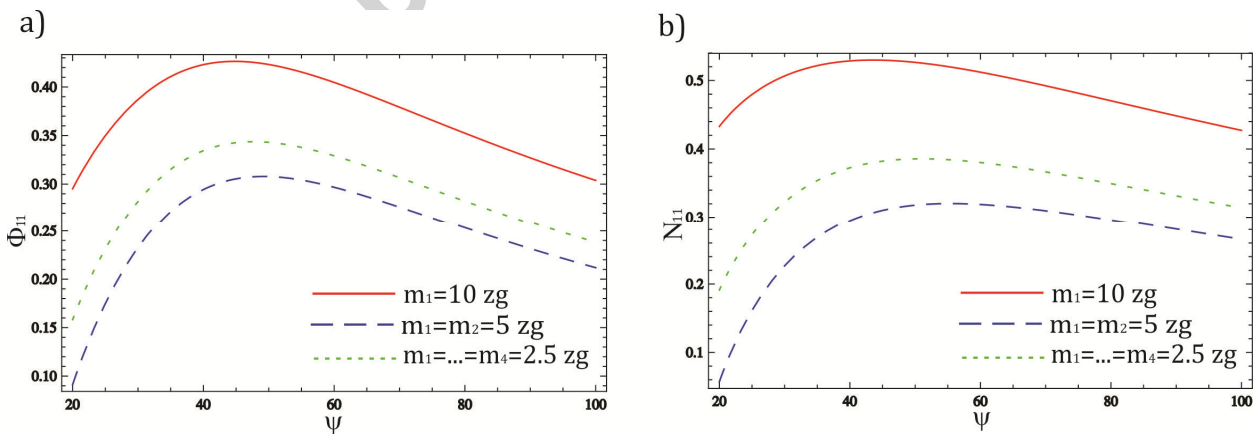 a)
0.40
0.35
0.30
0.25
0.20
0.15
0.10
Φ₁₁
20
40
60
80
100
ψ
m₁=10 zg
m₁=m₂=5 zg
m₁=...=m₄=2.5 zg
b)
0.5
0.4
0.3
0.2
0.1
N₁₁
20
40
60
80
100
ψ
m₁=10 zg
m₁=m₂=5 zg
m₁=...=m₄=2.5 zg